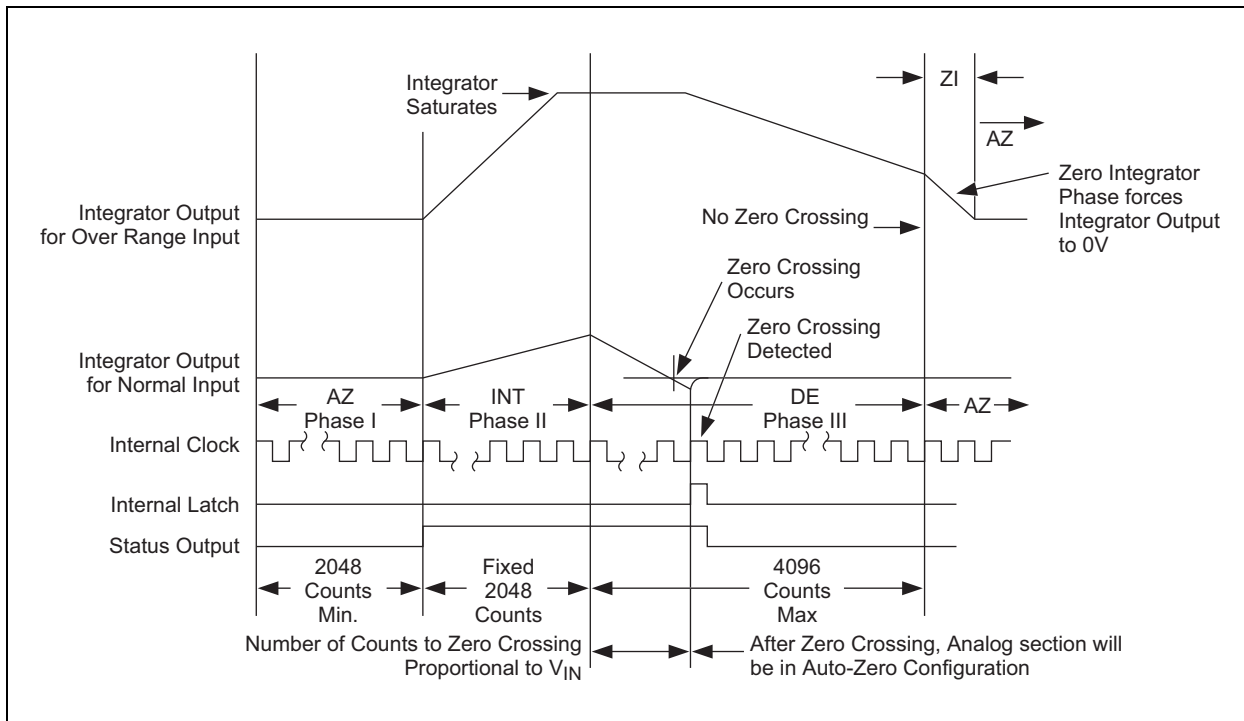 Integrator
Saturates
ZI
AZ
Zero Integrator
Phase forces
Integrator Output
to 0V
Integrator Output
for Over Range Input
No Zero Crossing
Zero Crossing
Occurs
Zero Crossing
Detected
Integrator Output
for Normal Input
AZ
Phase I
INT
Phase II
DE
Phase III
AZ
Internal Clock
Internal Latch
Status Output
2048
Counts
Min.
Fixed
2048
Counts
4096
Counts
Max
Number of Counts to Zero Crossing
Proportional to VIN
After Zero Crossing, Analog section will
be in Auto-Zero Configuration